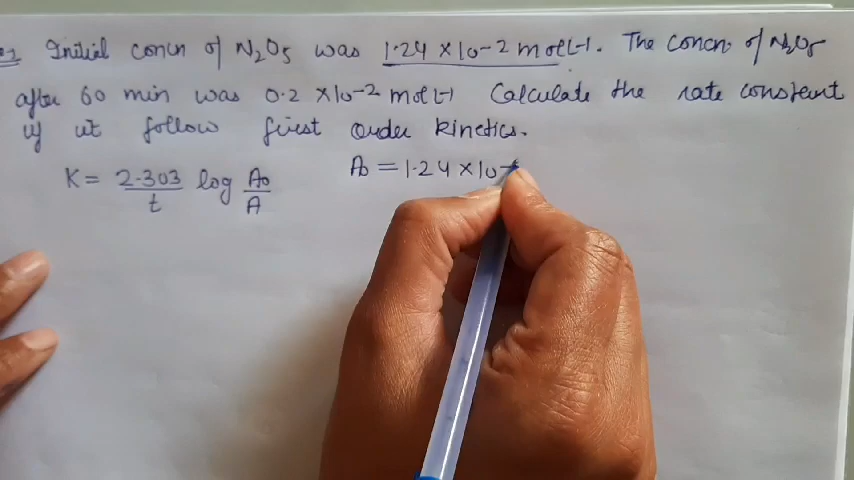 Initial concn of N2O5 was 1.24 × 10-2 mol L-1. The concn of N2O5
after 60 min was 0.2 × 10-2 mol L-1 Calculate the rate constant
if it follow first order kinetics.
K = 2.303/t log A0/A
A0 = 1.24 × 10-